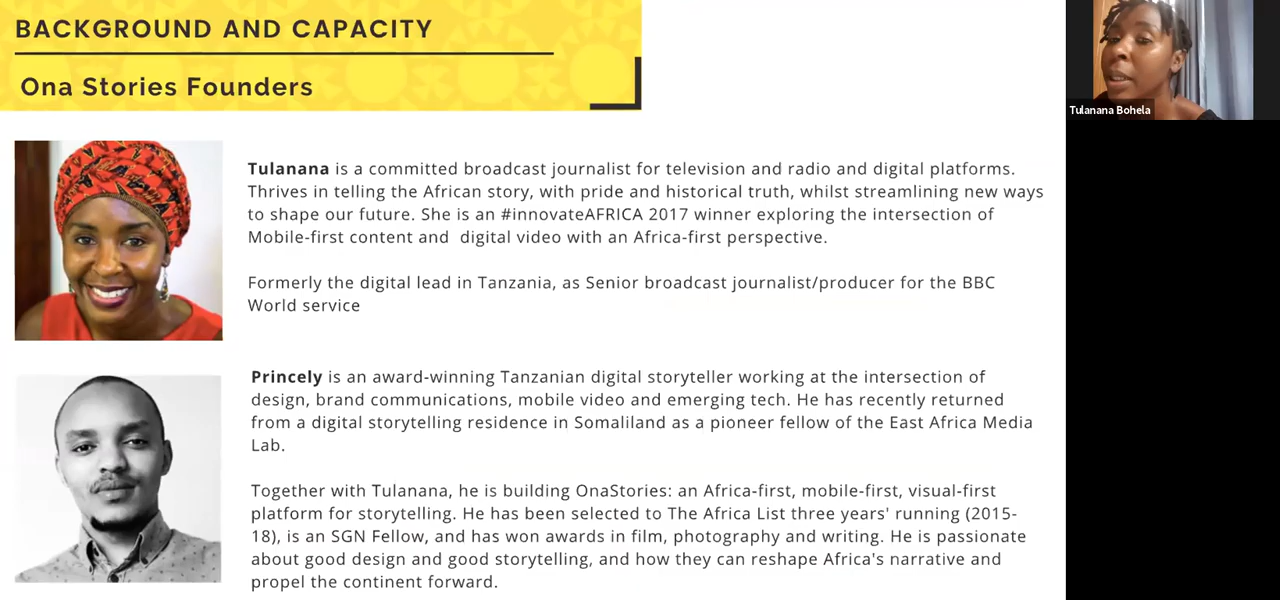 BACKGROUND AND CAPACITY
Ona Stories Founders
Tulanana Bohela
Tulanana is a committed broadcast journalist for television and radio and digital platforms.
Thrives in telling the African story, with pride and historical truth, whilst streamlining new ways
to shape our future. She is an #innovateAFRICA 2017 winner exploring the intersection of
Mobile-first content and  digital video with an Africa-first perspective.
Formerly the digital lead in Tanzania, as Senior broadcast journalist/producer for the BBC
World service
Princely is an award-winning Tanzanian digital storyteller working at the intersection of
design, brand communications, mobile video and emerging tech. He has recently returned
from a digital storytelling residence in Somaliland as a pioneer fellow of the East Africa Media
Lab.
Together with Tulanana, he is building OnaStories: an Africa-first, mobile-first, visual-first
platform for storytelling. He has been selected to The Africa List three years' running (2015-
18), is an SGN Fellow, and has won awards in film, photography and writing. He is passionate
about good design and good storytelling, and how they can reshape Africa's narrative and
propel the continent forward.